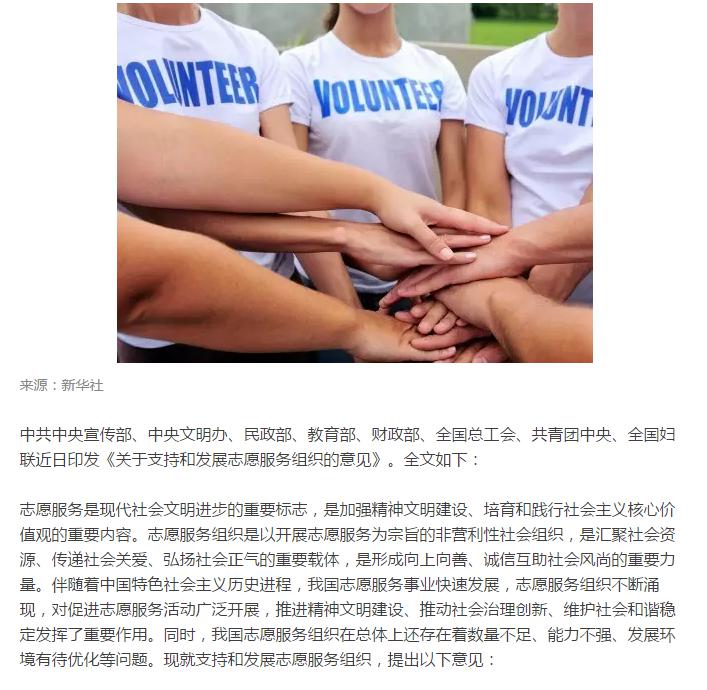 VOLUNTEER
VOLUNTEER
VOLUNT
来源：新华社
中共中央宣传部、中央文明办、民政部、教育部、财政部、全国总工会、共青团中央、全国妇
联近日印发《关于支持和发展志愿服务组织的意见》。全文如下：
志愿服务是现代社会文明进步的重要标志，是加强精神文明建设、培育和践行社会主义核心价
值观的重要内容。志愿服务组织是以开展志愿服务为宗旨的非营利性社会组织，是汇聚社会资
源、传递社会关爱、弘扬社会正气的重要载体，是形成向上向善、诚信互助社会风尚的重要力
量。伴随着中国特色社会主义历史进程，我国志愿服务事业快速发展，志愿服务组织不断涌
现，对促进志愿服务活动广泛开展，推进精神文明建设、推动社会治理创新、维护社会和谐稳
定发挥了重要作用。同时，我国志愿服务组织在总体上还存在着数量不足、能力不强、发展环
境有待优化等问题。现就支持和发展志愿服务组织，提出以下意见：